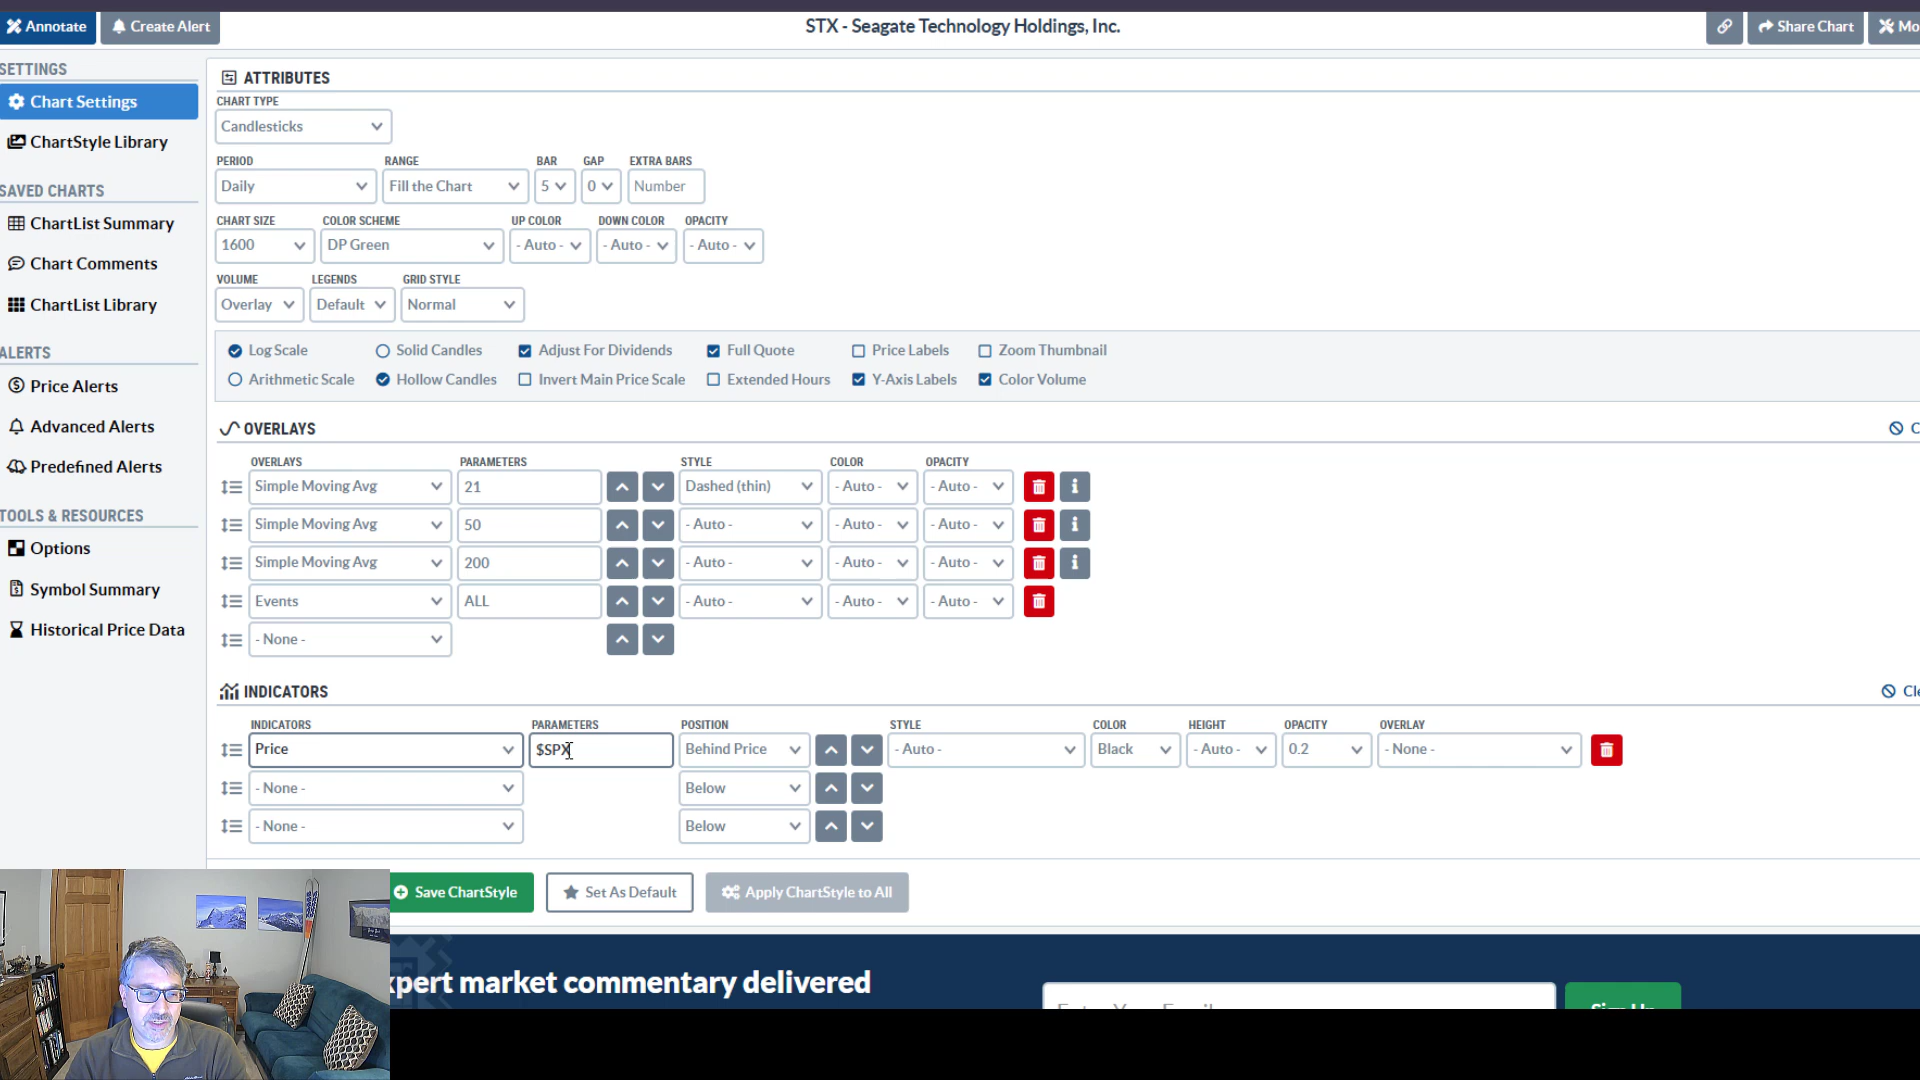 Annotate Create Alert STX - Seagate Technology Holdings, Inc. Share Chart Mo
SETTINGS
Chart Settings
ChartStyle Library
SAVED CHARTS
ChartList Summary
Chart Comments
ChartList Library
ALERTS
Price Alerts
Advanced Alerts
Predefined Alerts
TOOLS & RESOURCES
Options
Symbol Summary
Historical Price Data
ATTRIBUTES
CHART TYPE
Candlesticks
PERIOD RANGE BAR GAP EXTRA BARS
Daily Fill the Chart 5 0 Number
CHART SIZE COLOR SCHEME UP COLOR DOWN COLOR OPACITY
1600 DP Green - Auto - - Auto - - Auto -
VOLUME LEGENDS GRID STYLE
Overlay Default Normal
Log Scale Solid Candles Adjust For Dividends Full Quote Price Labels Zoom Thumbnail
Arithmetic Scale Hollow Candles Invert Main Price Scale Extended Hours Y-Axis Labels Color Volume
OVERLAYS C
OVERLAYS PARAMETERS STYLE COLOR OPACITY
Simple Moving Avg 21 Dashed (thin) - Auto - - Auto -
Simple Moving Avg 50 - Auto - - Auto - - Auto -
Simple Moving Avg 200 - Auto - - Auto - - Auto -
Events ALL - Auto - - Auto - - Auto -
- None -
INDICATORS Cle
INDICATORS PARAMETERS POSITION STYLE COLOR HEIGHT OPACITY OVERLAY
Price $SPX Behind Price - Auto - Black - Auto - 0.2 - None -
- None - Below
- None - Below
Save ChartStyle Set As Default Apply ChartStyle to All
xpert market commentary delivered